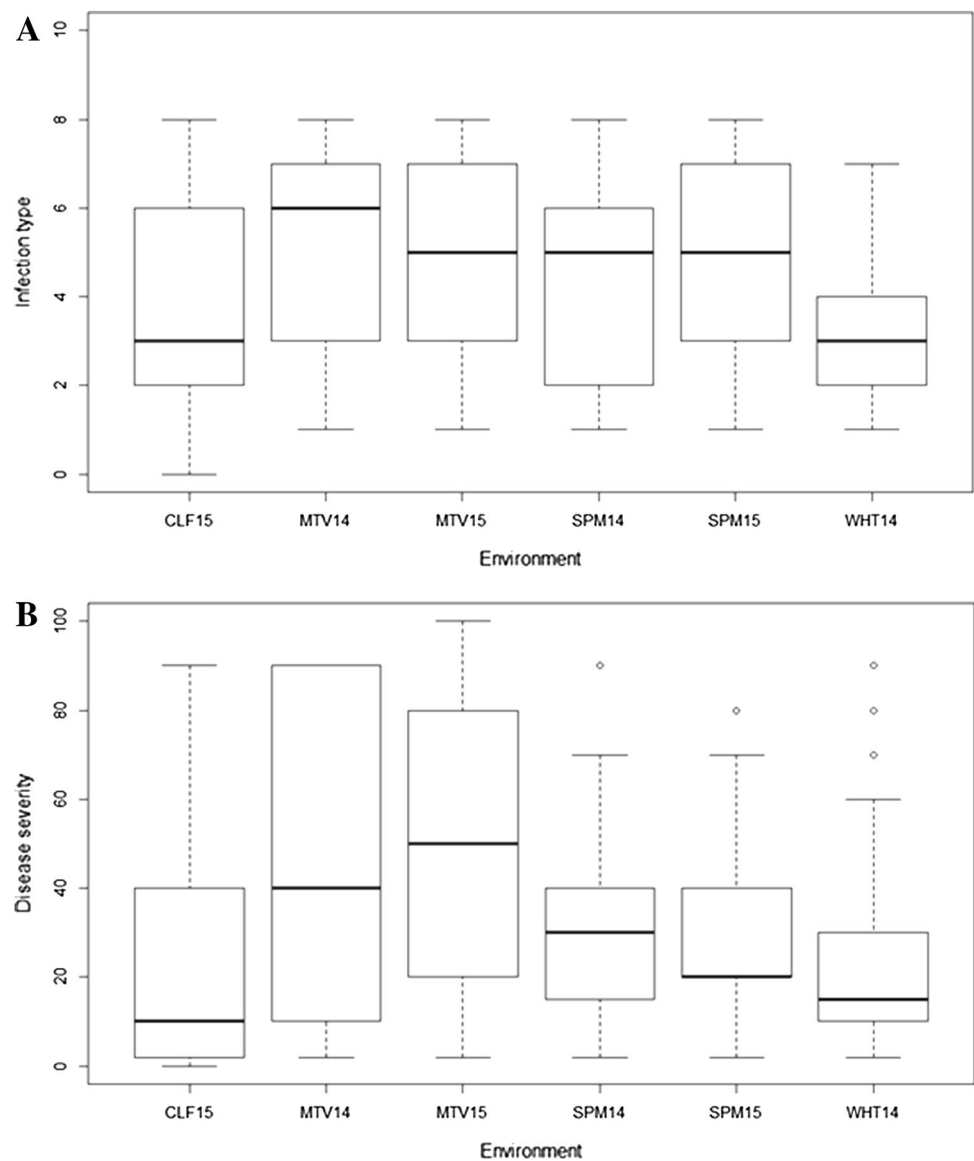 A
10
8
6
4
2
0
Infection type
CLF15 MTV14 MTV15 SPM14 SPM15 WHT14
Environment
B
100
80
60
40
20
0
Disease severity
CLF15 MTV14 MTV15 SPM14 SPM15 WHT14
Environment